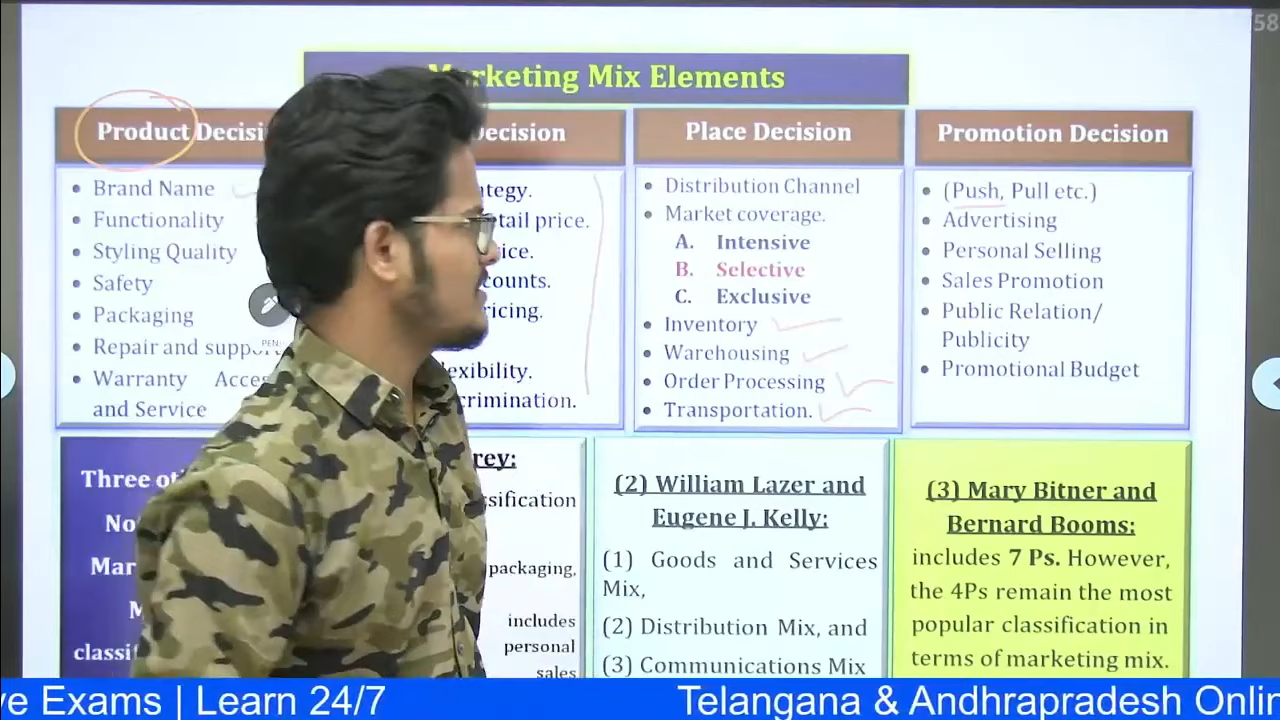 58
Marketing Mix Elements
Product Decisi
Decision
Place Decision
Promotion Decision
• Brand Name
• Functionality
• Styling Quality
• Safety
• Packaging
• Repair and support
• Warranty Acces
and Service
ategy.
tail price.
ice.
counts.
ricing.
lexibility.
crimination.
• Distribution Channel
• Market coverage.
A. Intensive
B. Selective
C. Exclusive
• Inventory
• Warehousing
• Order Processing
• Transportation.
• (Push, Pull etc.)
• Advertising
• Personal Selling
• Sales Promotion
• Public Relation/
Publicity
• Promotional Budget
PEN
Three ot
No
Mar
M
classif
rey:
ssification
packaging,
includes
personal
sales
(2) William Lazer and
Eugene J. Kelly:
(1) Goods and Services
Mix,
(2) Distribution Mix, and
(3) Communications Mix
(3) Mary Bitner and
Bernard Booms:
includes 7 Ps. However,
the 4Ps remain the most
popular classification in
terms of marketing mix.
ve Exams | Learn 24/7
Telangana & Andhrapradesh Onlin